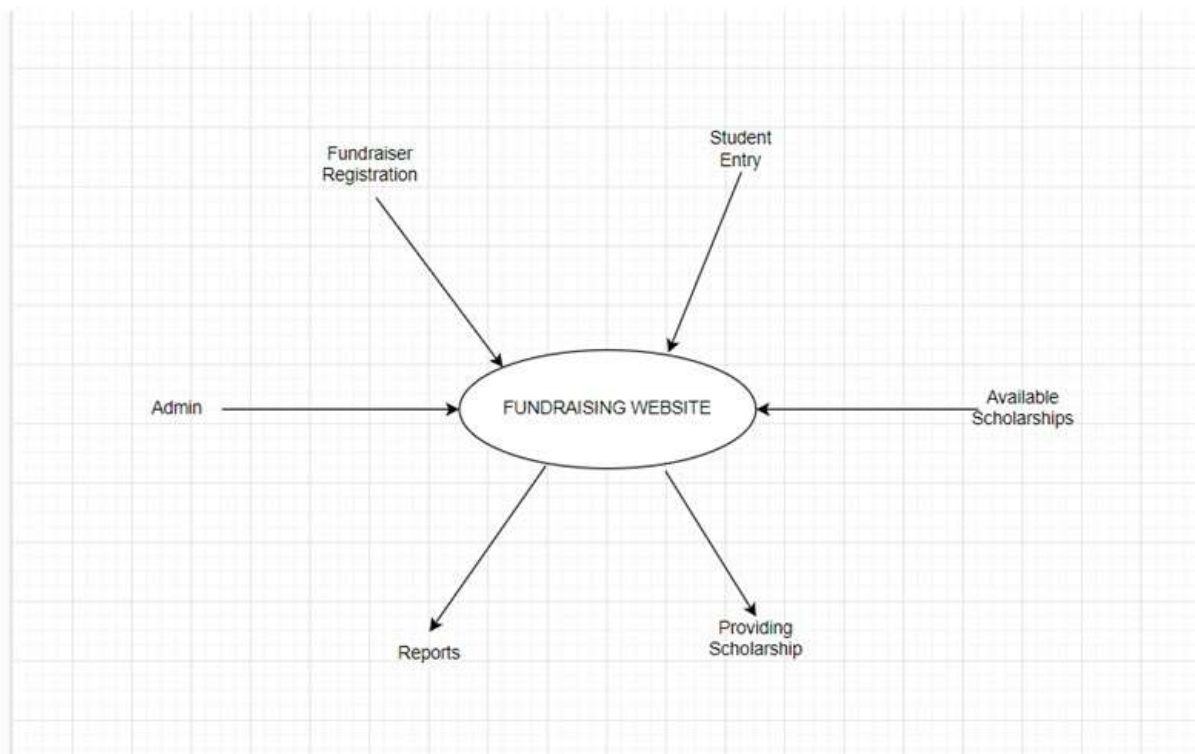 Student
Entry
Fundraiser
Registration
Admin
FUNDRAISING WEBSITE
Available
Scholarships
Reports
Providing
Scholarship